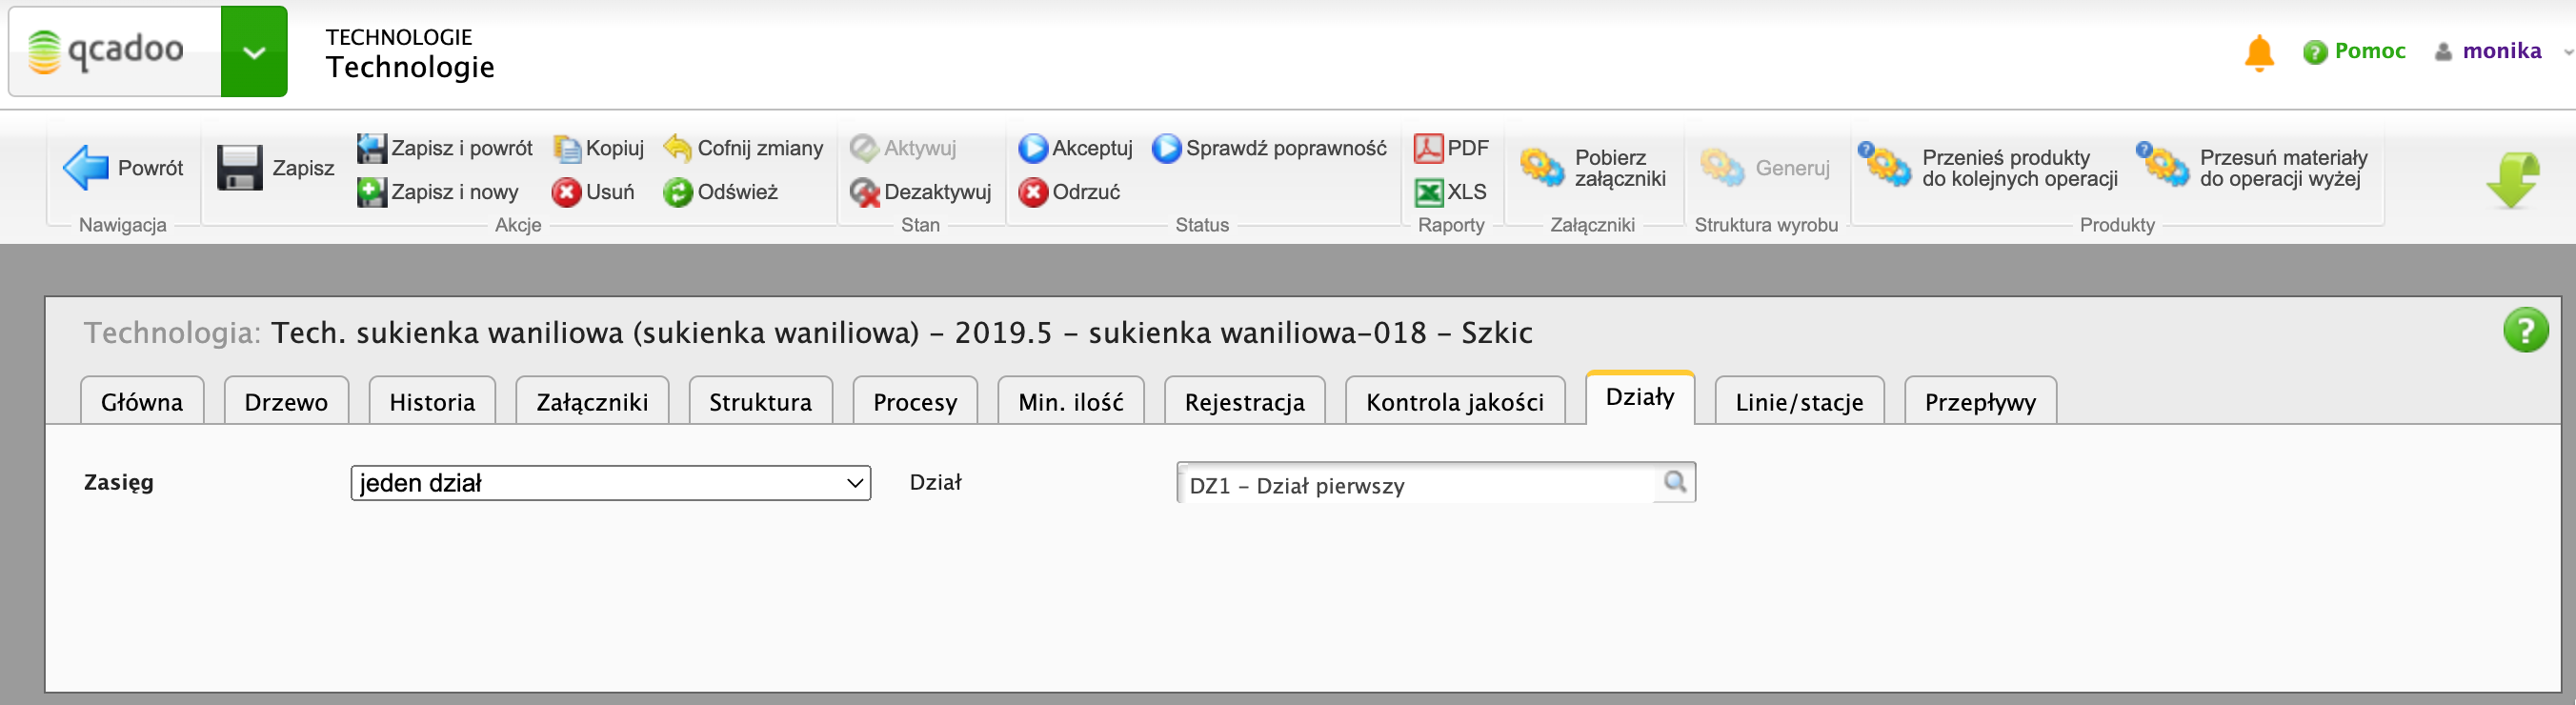 qcadoo
TECHNOLOGIE
Technologie
Pomoc
monika
Powrót
Nawigacja
Zapisz
Zapisz i powrót
Kopiuj
Cofnij zmiany
Zapisz i nowy
Usuń
Odśwież
Akcje
Aktywuj
Dezaktywuj
Stan
Akceptuj
Sprawdź poprawność
Odrzuć
Status
PDF
XLS
Raporty
Pobierz
załączniki
Załączniki
Generuj
Struktura wyrobu
Przenieś produkty
do kolejnych operacji
Przesuń materiały
do operacji wyżej
Produkty
Technologia: Tech. sukienka waniliowa (sukienka waniliowa) - 2019.5 - sukienka waniliowa-018 - Szkic
Główna
Drzewo
Historia
Załączniki
Struktura
Procesy
Min. ilość
Rejestracja
Kontrola jakości
Działy
Linie/stacje
Przepływy
Zasięg
jeden dział
Dział
DZ1 - Dział pierwszy